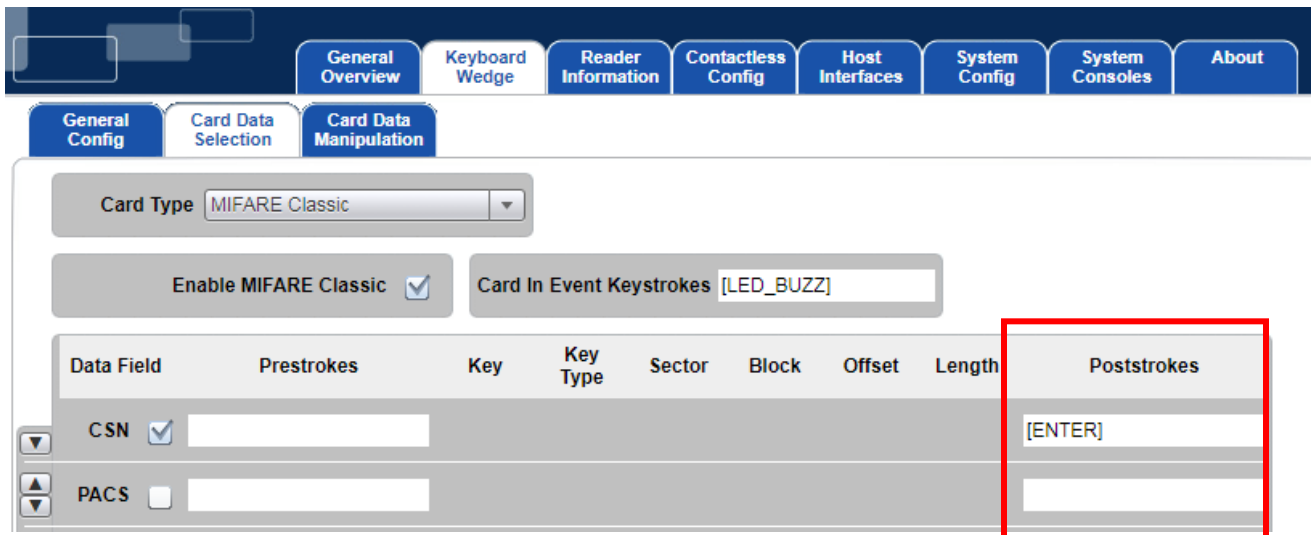 General Overview
Keyboard Wedge
Reader Information
Contactless Config
Host Interfaces
System Config
System Consoles
About
General Config
Card Data Selection
Card Data Manipulation
Card Type MIFARE Classic
Enable MIFARE Classic
Card In Event Keystrokes [LED_BUZZ]
Data Field Prestrokes Key Key Type Sector Block Offset Length Poststrokes
CSN [ENTER]
PACS